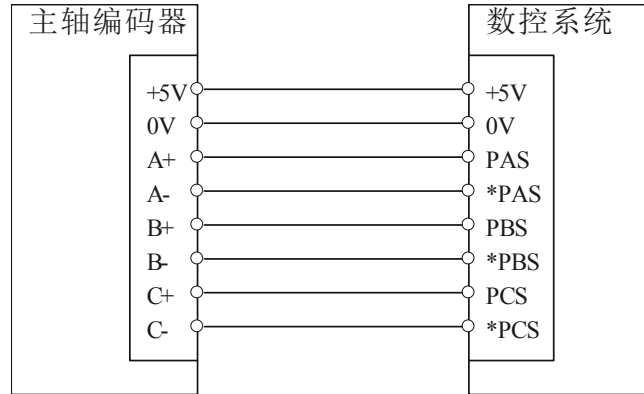 主轴编码器 数控系统
+5V +5V
0V 0V
A+ PAS
A- *PAS
B+ PBS
B- *PBS
C+ PCS
C- *PCS